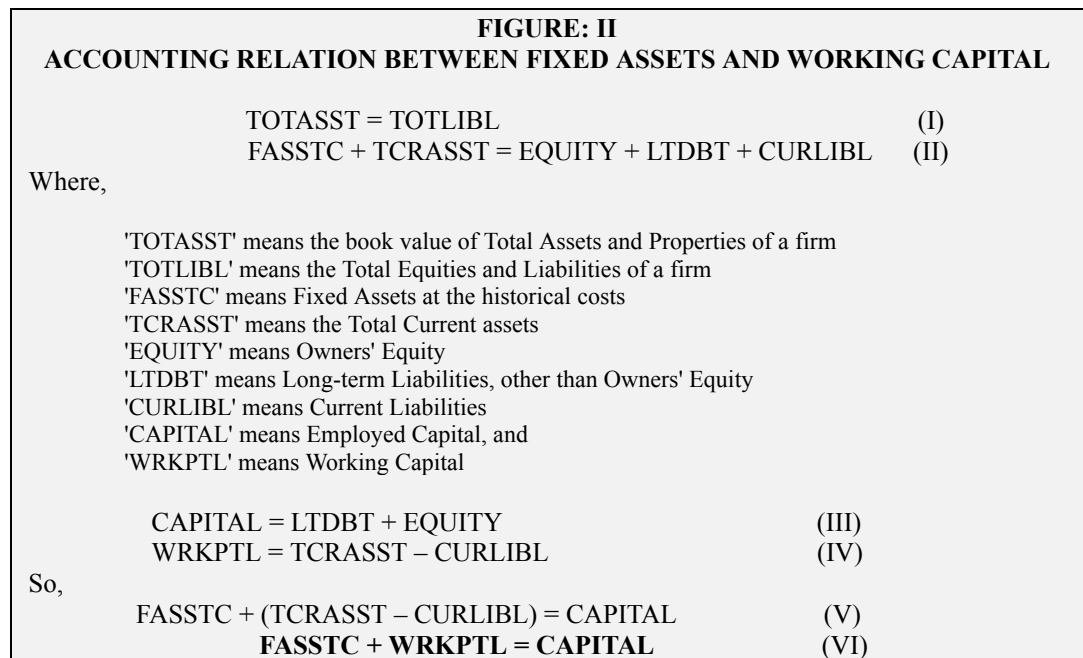 FIGURE: II
ACCOUNTING RELATION BETWEEN FIXED ASSETS AND WORKING CAPITAL
TOTASST = TOTLIBL (I)
FASSTC + TCRASST = EQUITY + LTDBT + CURLIBL (II)
Where,
'TOTASST' means the book value of Total Assets and Properties of a firm
'TOTLIBL' means the Total Equities and Liabilities of a firm
'FASSTC' means Fixed Assets at the historical costs
'TCRASST' means the Total Current assets
'EQUITY' means Owners' Equity
'LTDBT' means Long-term Liabilities, other than Owners' Equity
'CURLIBL' means Current Liabilities
'CAPITAL' means Employed Capital, and
'WRKPTL' means Working Capital
CAPITAL = LTDBT + EQUITY (III)
WRKPTL = TCRASST – CURLIBL (IV)
So,
FASSTC + (TCRASST – CURLIBL) = CAPITAL (V)
FASSTC + WRKPTL = CAPITAL (VI)